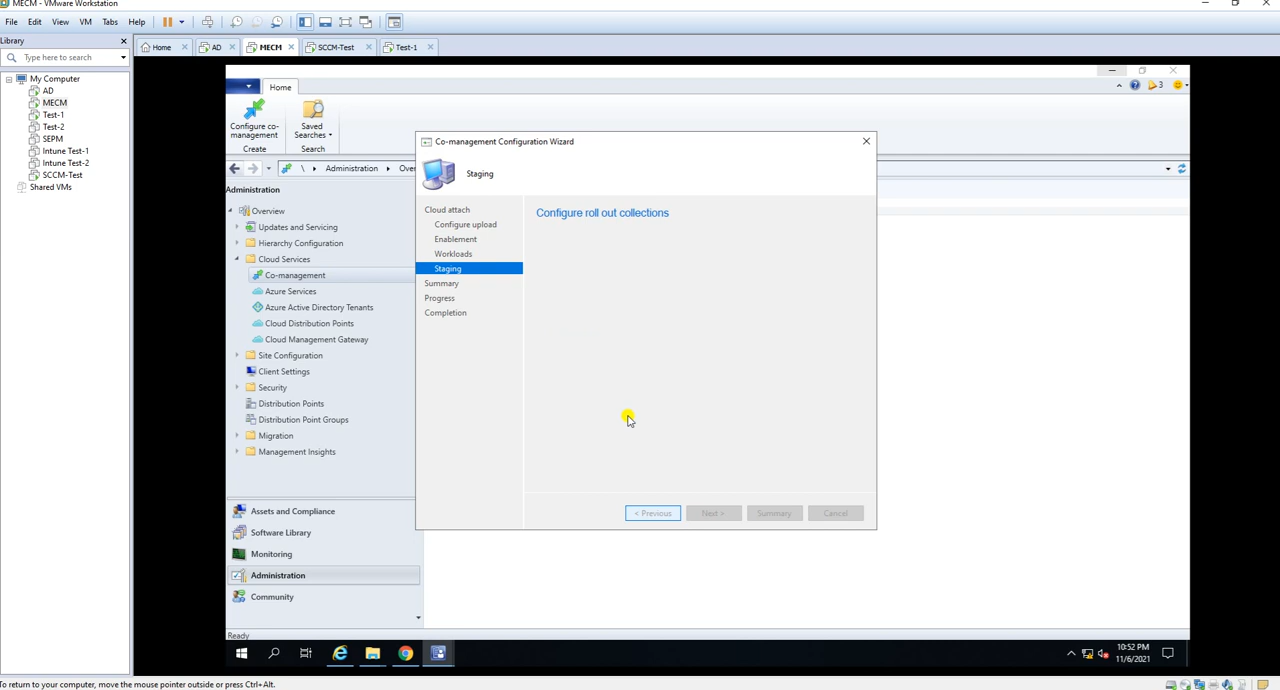 MECM - VMware Workstation
File Edit View VM Tabs Help
Library
Type here to search
My Computer
AD
MECM
Test-1
Test-2
SEPM
Intune Test-1
Intune Test-2
SCCM-Test
Shared VMs
Home AD MECM SCCM-Test Test-1
Home
3
Configure co-
management
Create
Saved
Searches
Search
\ Administration Over
Administration
Overview
Updates and Servicing
Hierarchy Configuration
Cloud Services
Co-management
Azure Services
Azure Active Directory Tenants
Cloud Distribution Points
Cloud Management Gateway
Site Configuration
Client Settings
Security
Distribution Points
Distribution Point Groups
Migration
Management Insights
Assets and Compliance
Software Library
Monitoring
Administration
Community
Ready
Co-management Configuration Wizard
Staging
Cloud attach
Configure upload
Enablement
Workloads
Staging
Summary
Progress
Completion
Configure roll out collections
< Previous Next > Summary Cancel
10:52 PM
11/6/2021
To return to your computer, move the mouse pointer outside or press Ctrl+Alt.